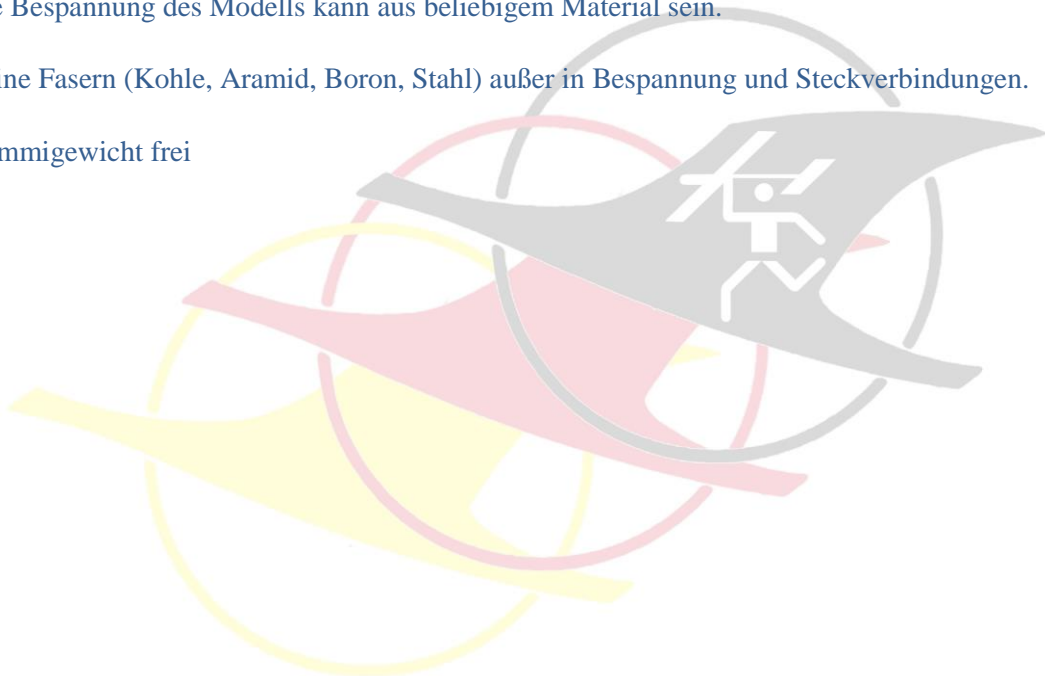 e Bespannung des Modells kann aus beliebigem Material sein.
ine Fasern (Kohle, Aramid, Boron, Stahl) außer in Bespannung und Steckverbindungen.
mmigewicht frei